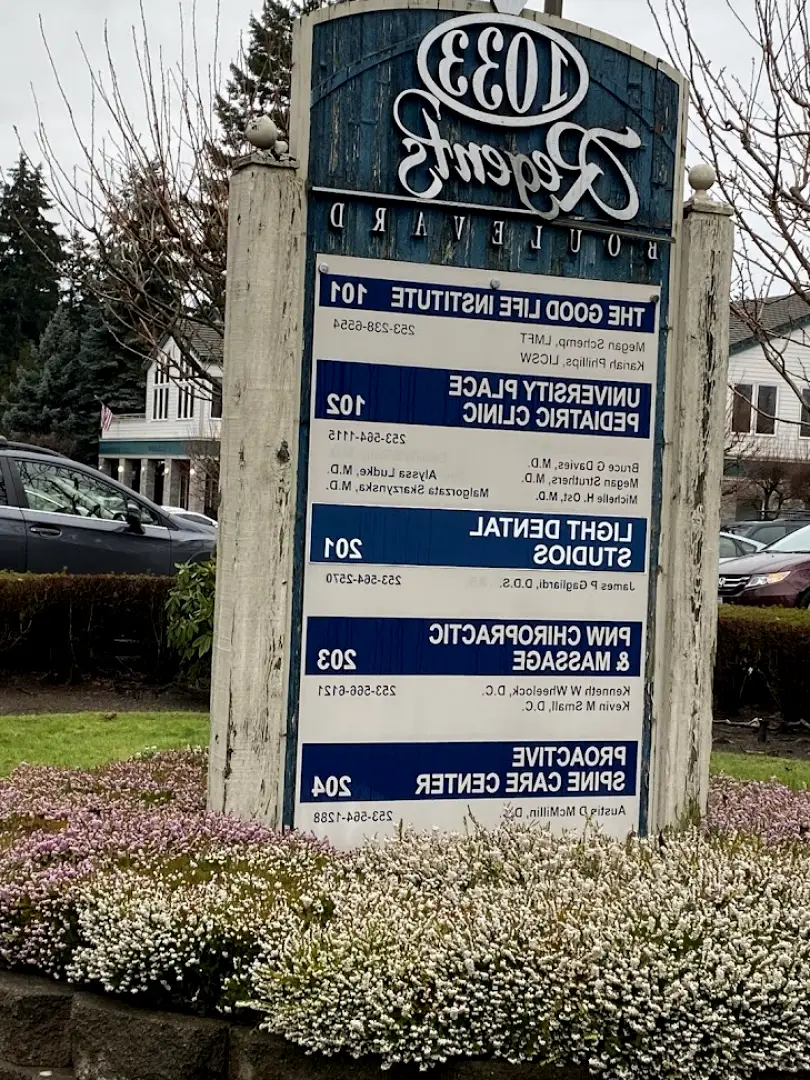 1033
Regents
BOULEVARD
THE GOOD LIFE INSTITUTE 101
Megan Schemp, LMFT 253-238-6554
Kariah Phillips, LICSW
UNIVERSITY PLACE
PEDIATRIC CLINIC 102
253-564-1115
Bruce G Davies, M.D.
Megan Struthers, M.D. Alyssa Ludke, M.D.
Michelle H. Ost, M.D. Malgorzata Skarzynska, M.D.
LIGHT DENTAL
STUDIOS 201
James P Gagliardi, D.D.S. 253-564-2570
PNW CHIROPRACTIC
& MASSAGE 203
Kenneth W Wheelock, D.C. 253-566-6121
Kevin M Small, D.C.
PROACTIVE
SPINE CARE CENTER 204
Austin D McMillin, 253-564-1288